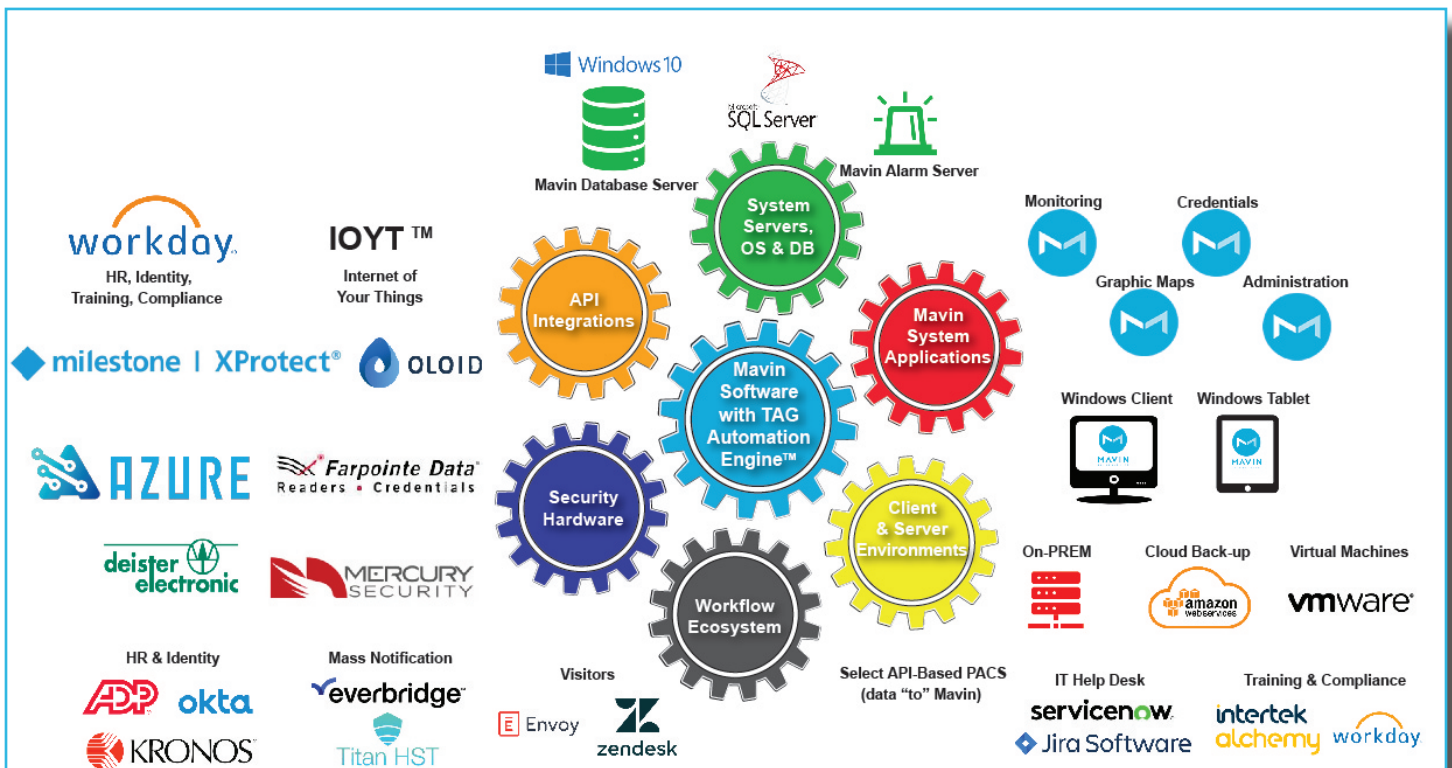 Windows 10
Microsoft
SQL Server
Mavin Database Server
Mavin Alarm Server
System
Servers,
OS & DB
workday.
HR, Identity,
Training, Compliance
IOYT ™
Internet of
Your Things
API
Integrations
milestone | XProtect®
OLOID
Mavin
System
Applications
Monitoring
Credentials
Graphic Maps
Administration
Mavin
Software
with TAG
Automation
Engine™
Windows Client
Windows Tablet
MAVIN
MAVIN
AZURE
Farpointe Data®
Readers • Credentials
Security
Hardware
Client
& Server
Environments
deister
electronic
MERCURY
SECURITY
Workflow
Ecosystem
On-PREM
Cloud Back-up
Virtual Machines
amazon
webservices
vmware®
HR & Identity
ADP
okta
KRONOS™
Mass Notification
everbridge™
Titan HST
Visitors
Envoy
zendesk
Select API-Based PACS
(data “to” Mavin)
IT Help Desk
servicenow.
Jira Software
Training & Compliance
intertek
alchemy
workday.